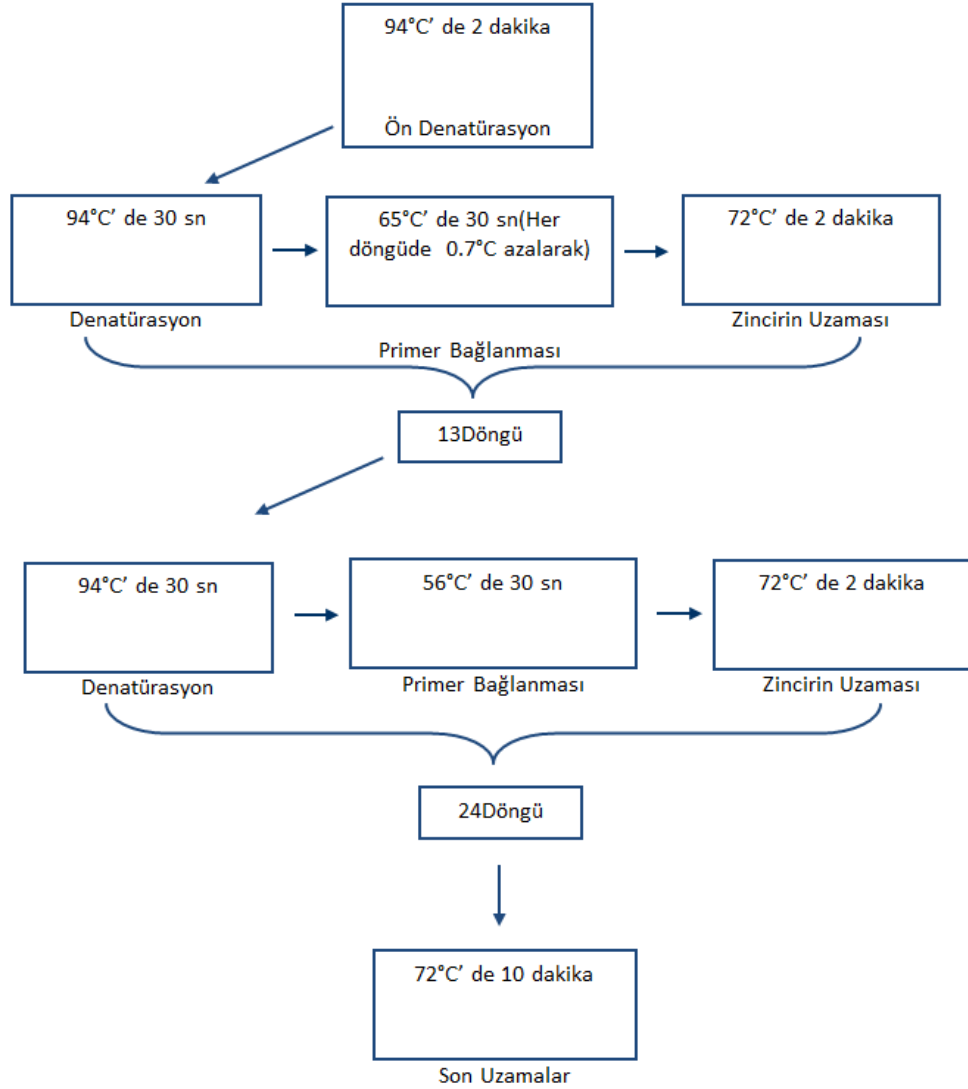 94°C’ de 2 dakika
Ön Denatürasyon
94°C’ de 30 sn
65°C’ de 30 sn(Her
döngüde 0.7°C azalarak)
72°C’ de 2 dakika
Denatürasyon
Primer Bağlanması
Zincirin Uzaması
13Döngü
94°C’ de 30 sn
56°C’ de 30 sn
72°C’ de 2 dakika
Denatürasyon
Primer Bağlanması
Zincirin Uzaması
24Döngü
72°C’ de 10 dakika
Son Uzamalar